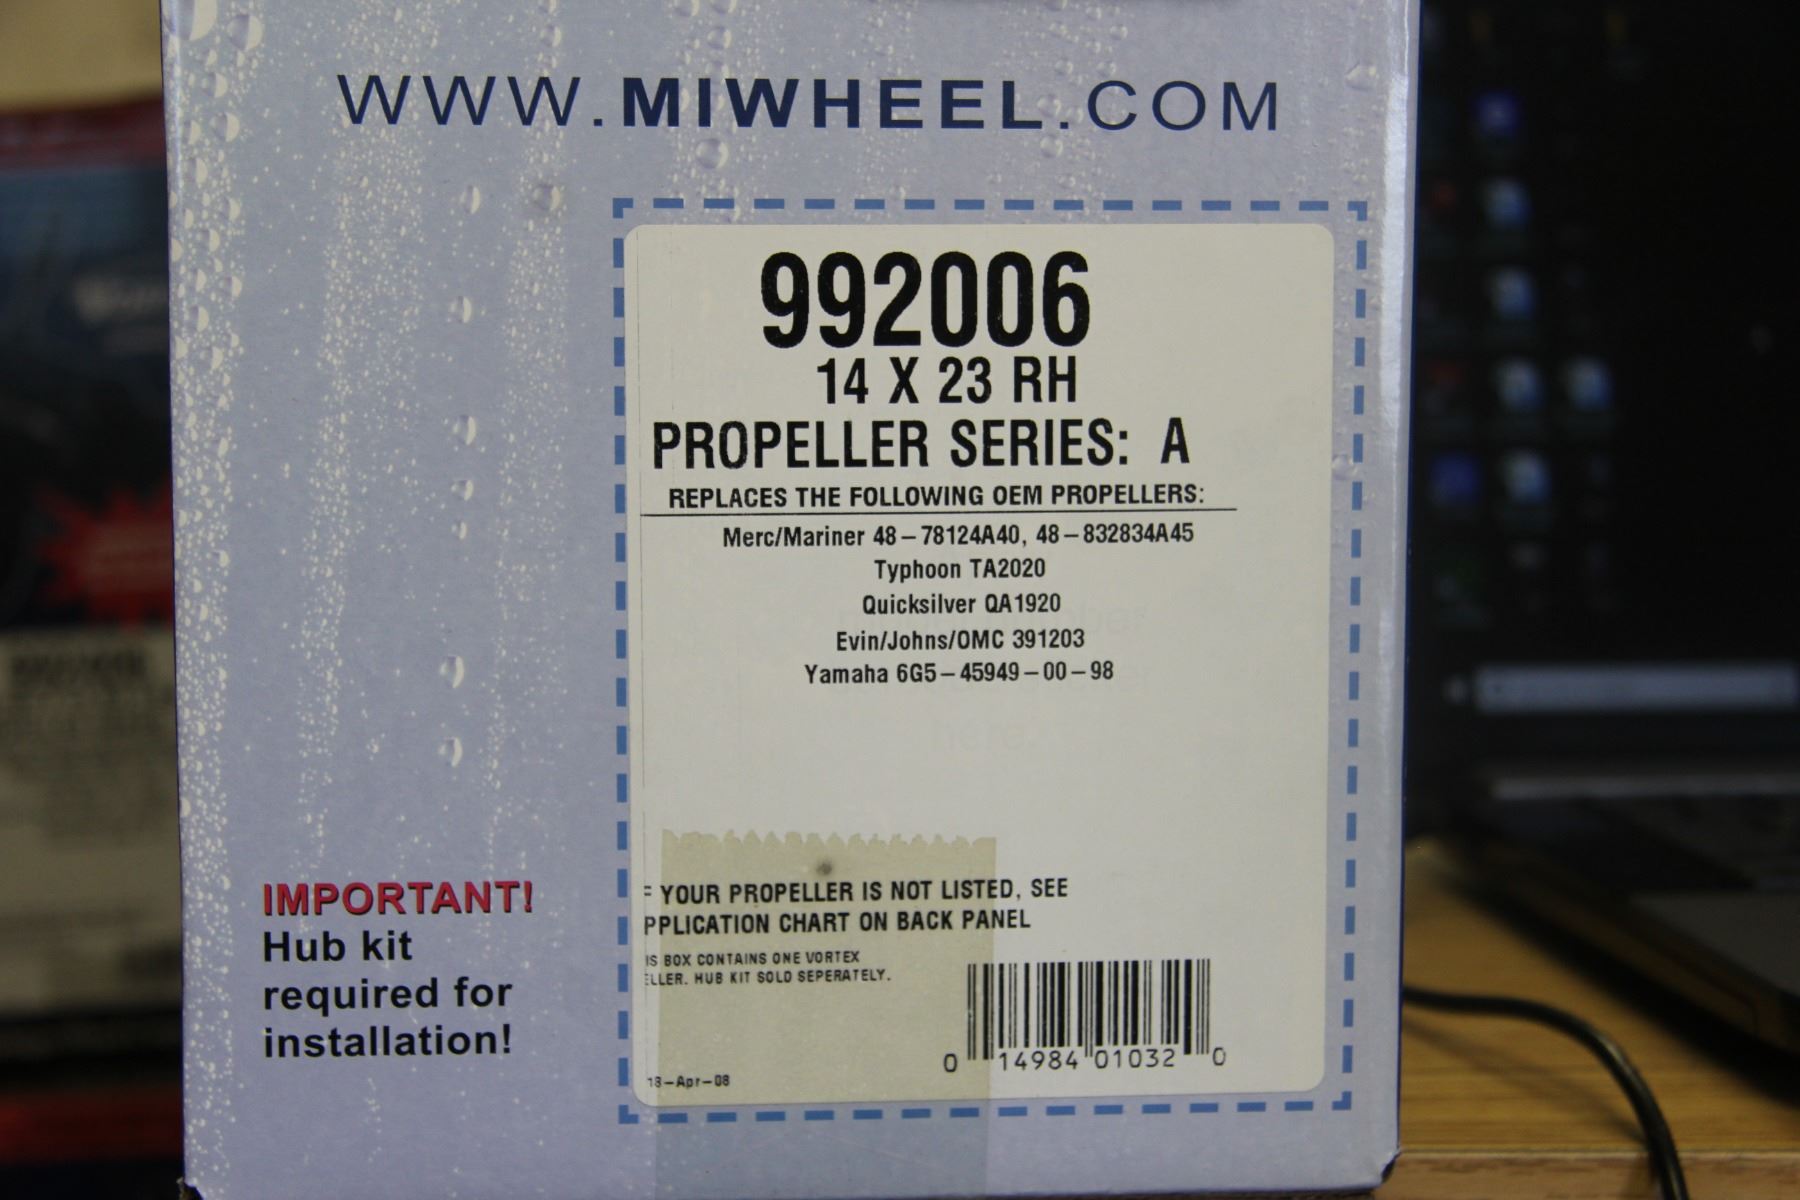 WWW.MIWHEEL.COM
992006
14 X 23 RH
PROPELLER SERIES: A
REPLACES THE FOLLOWING OEM PROPELLERS:
Merc/Mariner 48-78124A40, 48-832834A45
Typhoon TA2020
Quicksilver QA1920
Evin/Johns/OMC 391203
Yamaha 6G5-45949-00-98
here.
YOUR PROPELLER IS NOT LISTED, SEE
PPLICATION CHART ON BACK PANEL
IS BOX CONTAINS ONE VORTEX
ELLER. HUB KIT SOLD SEPERATELY.
0 14984 01032 0
18-Apr-08
IMPORTANT!
Hub kit
required for
installation!